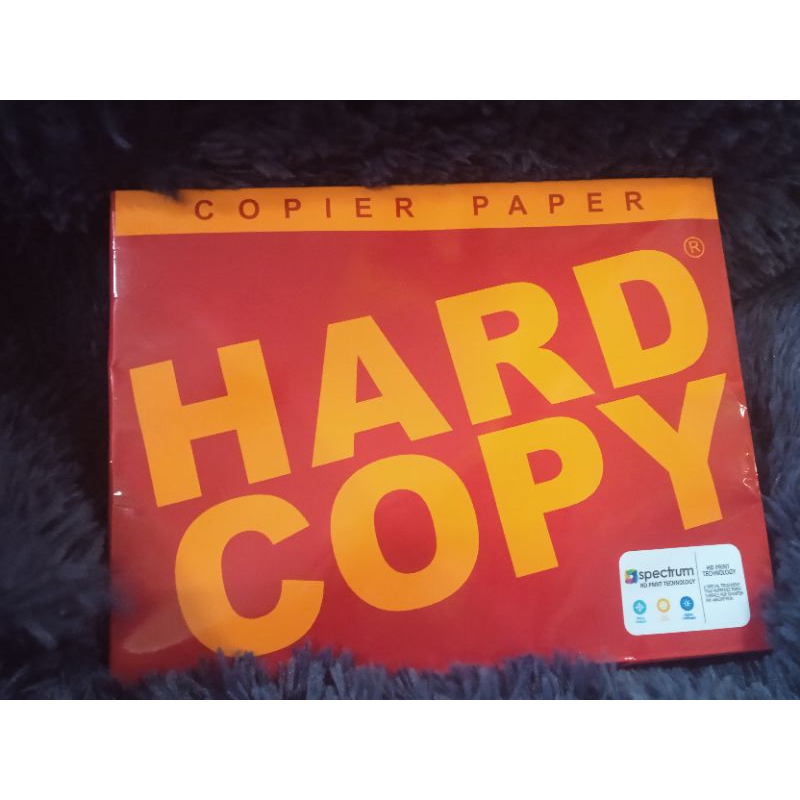 COPIER PAPER
HARD
®
COPY
spectrum
HD PRINT TECHNOLOGY
HD PRINT
TECHNOLOGY